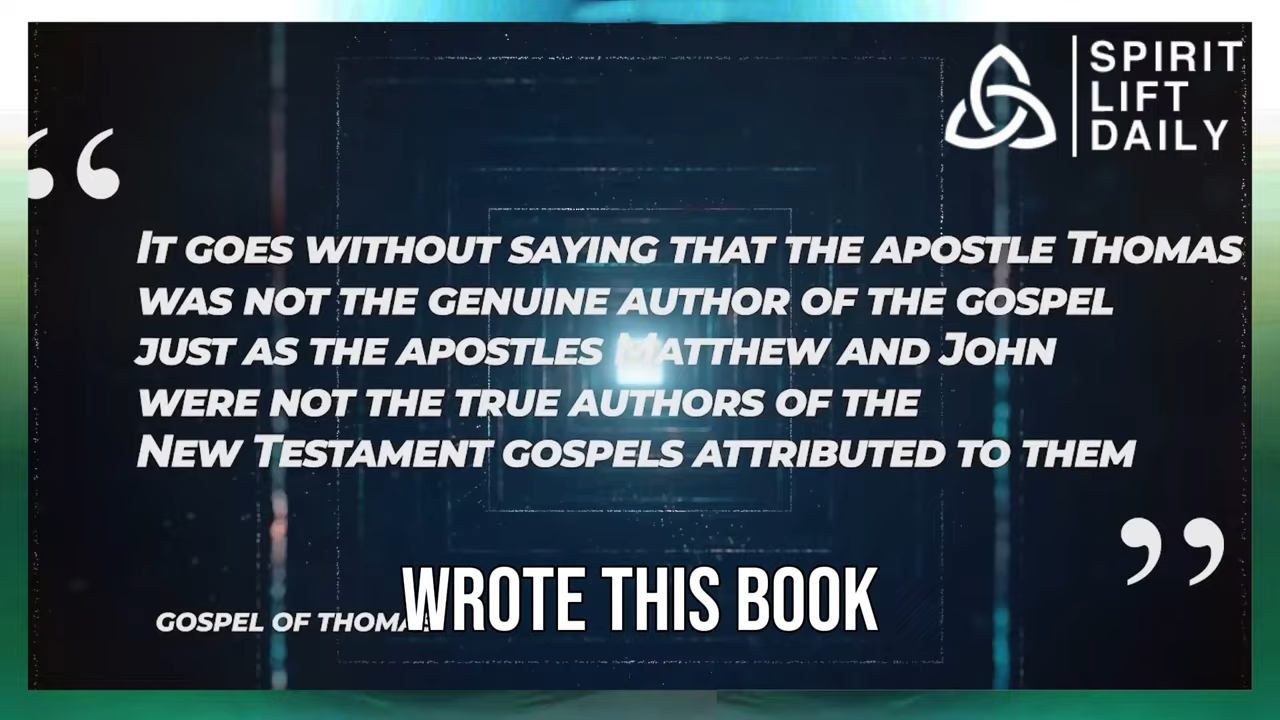 SPIRIT
LIFT
DAILY
“
IT GOES WITHOUT SAYING THAT THE APOSTLE THOMAS
WAS NOT THE GENUINE AUTHOR OF THE GOSPEL
JUST AS THE APOSTLES MATTHEW AND JOHN
WERE NOT THE TRUE AUTHORS OF THE
NEW TESTAMENT GOSPELS ATTRIBUTED TO THEM
”
GOSPEL OF THOMAS
WROTE THIS BOOK